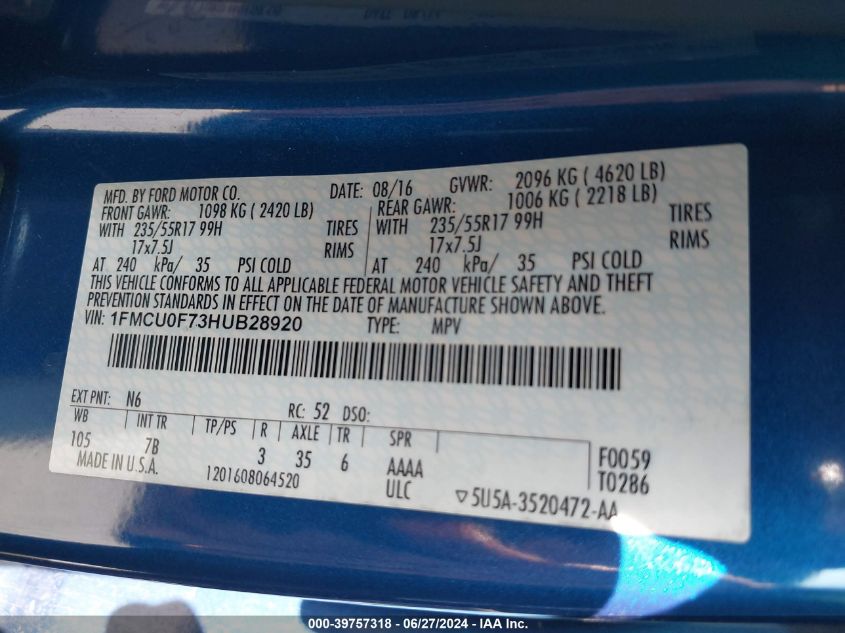 MFD. BY FORD MOTOR CO. DATE: 08/16 GVWR: 2096 KG ( 4620 LB)
FRONT GAWR: 1098 KG ( 2420 LB) REAR GAWR: 1006 KG ( 2218 LB)
WITH 235/55R17 99H TIRES WITH 235/55R17 99H TIRES
17x7.5J RIMS 17x7.5J RIMS
AT 240 kPa/ 35 PSI COLD AT 240 kPa/ 35 PSI COLD
THIS VEHICLE CONFORMS TO ALL APPLICABLE FEDERAL MOTOR VEHICLE SAFETY AND THEFT
PREVENTION STANDARDS IN EFFECT ON THE DATE OF MANUFACTURE SHOWN ABOVE.
VIN: 1FMCU0F73HUB28920 TYPE: MPV
EXT PNT: N6 RC: 52 DSO:
WB INT TR TP/PS R AXLE TR SPR
105 7B 3 35 6 AAAA F0059
MADE IN U.S.A. 1201608064520 ULC T0286
5U5A-3520472-AA
000-39757318 - 06/27/2024 - IAAI Inc.